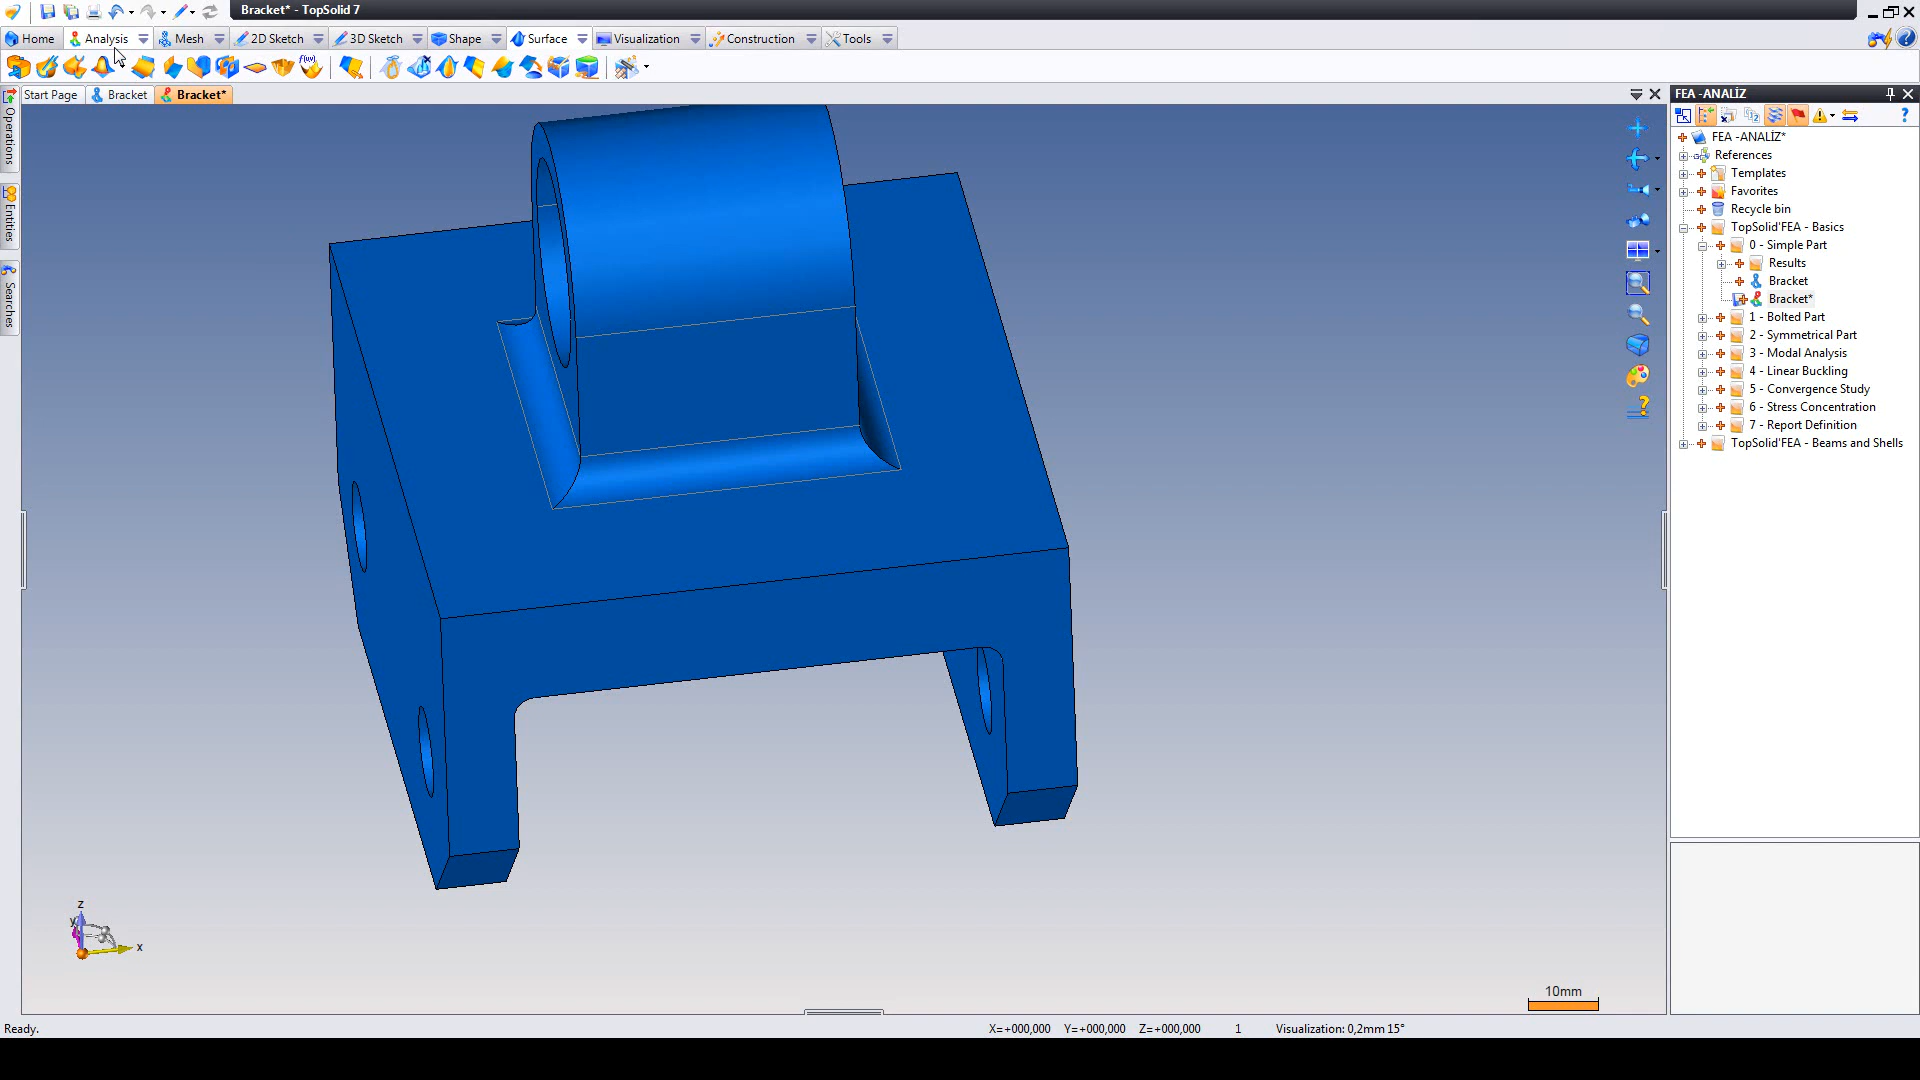 Bracket* - TopSolid 7
Home Analysis Mesh 2D Sketch 3D Sketch Shape Surface Visualization Construction Tools
f(u,v)
Start Page Bracket Bracket*
Operations
Entities
Searches
FEA -ANALİZ
FEA -ANALİZ*
References
Templates
Favorites
Recycle bin
TopSolid'FEA - Basics
0 - Simple Part
Results
Bracket
Bracket*
1 - Bolted Part
2 - Symmetrical Part
3 - Modal Analysis
4 - Linear Buckling
5 - Convergence Study
6 - Stress Concentration
7 - Report Definition
TopSolid'FEA - Beams and Shells
z
y
x
10mm
Ready.
X=+000,000 Y=+000,000 Z=+000,000 1 Visualization: 0,2mm 15°